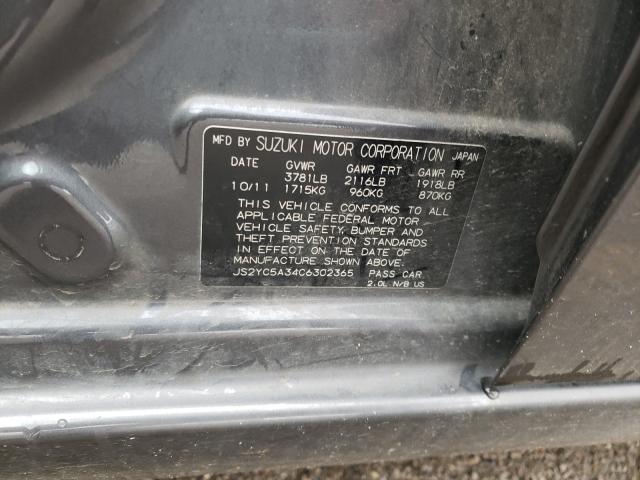 MFD BY SUZUKI MOTOR CORPORATION JAPAN
DATE GVWR GAWR FRT GAWR RR
3781LB 2116LB 1918LB
10/11 1715KG 960KG 870KG
THIS VEHICLE CONFORMS TO ALL
APPLICABLE FEDERAL MOTOR
VEHICLE SAFETY, BUMPER AND
THEFT PREVENTION STANDARDS
IN EFFECT ON THE DATE OF
MANUFACTURE SHOWN ABOVE.
JS2YC5A34C6302365 PASS CAR
2.0L N/B US